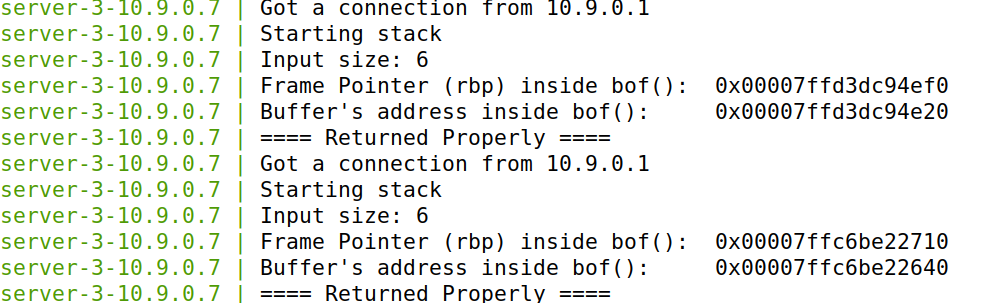 server-3-10.9.0.7 | Got a connection from 10.9.0.1
server-3-10.9.0.7 | Starting stack
server-3-10.9.0.7 | Input size: 6
server-3-10.9.0.7 | Frame Pointer (rbp) inside bof():  0x00007ffd3dc94ef0
server-3-10.9.0.7 | Buffer's address inside bof():     0x00007ffd3dc94e20
server-3-10.9.0.7 | ==== Returned Properly ====
server-3-10.9.0.7 | Got a connection from 10.9.0.1
server-3-10.9.0.7 | Starting stack
server-3-10.9.0.7 | Input size: 6
server-3-10.9.0.7 | Frame Pointer (rbp) inside bof():  0x00007ffc6be22710
server-3-10.9.0.7 | Buffer's address inside bof():     0x00007ffc6be22640
server-3-10.9.0.7 | ==== Returned Properly ====